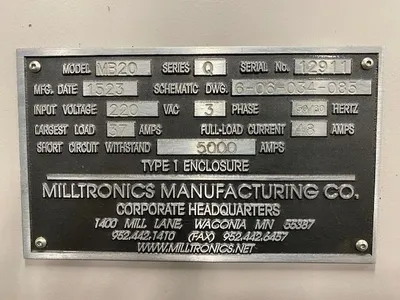 MODEL MB20 SERIES Q SERIAL No. 12911
MFG. DATE 1523 SCHEMATIC DWG. 6-06-034-085
INPUT VOLTAGE 220 VAC 3 PHASE HERTZ
LARGEST LOAD 37 AMPS FULL-LOAD CURRENT 48 AMPS
SHORT CIRCUIT WITHSTAND 5000 AMPS
TYPE 1 ENCLOSURE
MILLTRONICS MANUFACTURING CO.
CORPORATE HEADQUARTERS
1400 MILL LANE, WACONIA MN 55387
952.442.1410 (FAX) 952.442.6457
WWW.MILLTRONICS.NET